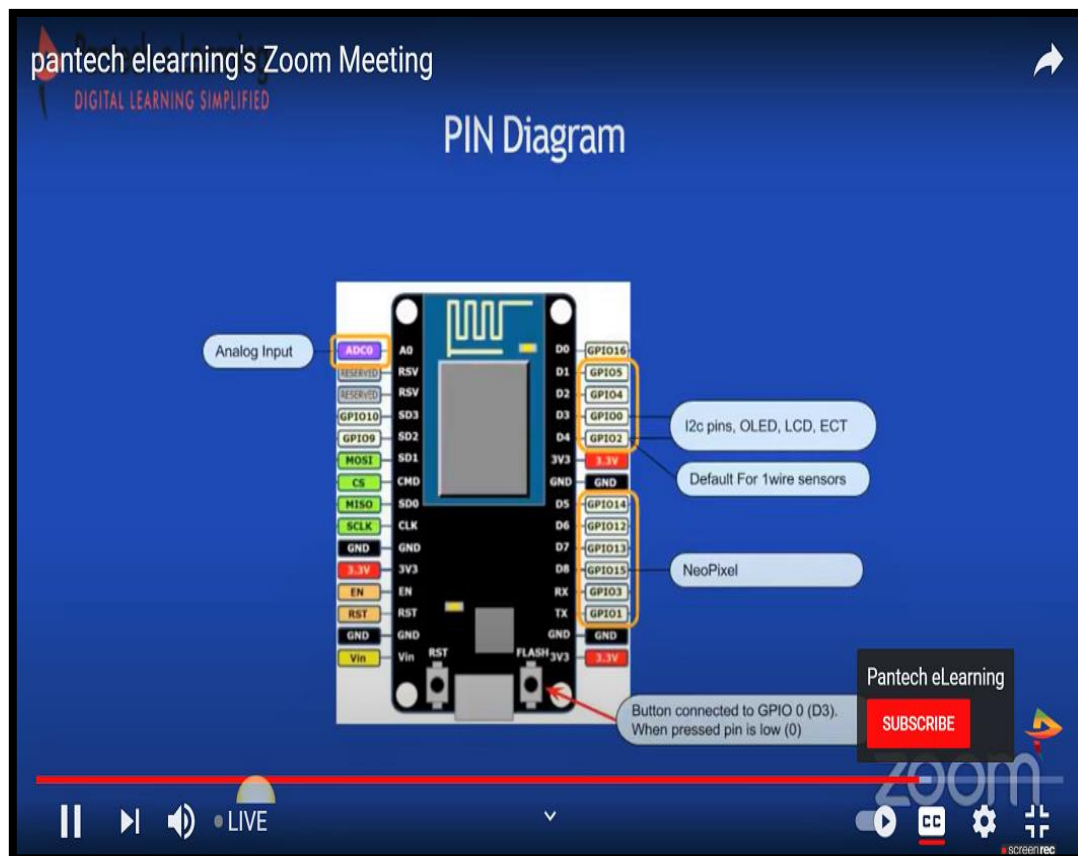 pantech elearning's Zoom Meeting
DIGITAL LEARNING SIMPLIFIED
PIN Diagram
Analog Input
ADC0 A0 D0 GPIO16
RESERVED RSV D1 GPIO5
RESERVED RSV D2 GPIO4
GPIO10 SD3 D3 GPIO0
GPIO9 SD2 D4 GPIO2
MOSI SD1 3V3 3.3V
CS CMD GND GND
MISO SD0 D5 GPIO14
SCLK CLK D6 GPIO12
GND GND D7 GPIO13
3.3V 3V3 D8 GPIO15
EN EN RX GPIO3
RST RST TX GPIO1
GND GND GND GND
Vin Vin 3V3 3.3V
RST FLASH
I2c pins, OLED, LCD, ECT
Default For 1wire sensors
NeoPixel
Button connected to GPIO 0 (D3).
When pressed pin is low (0)
Pantech eLearning
SUBSCRIBE
zoom
LIVE
CC
screenrec